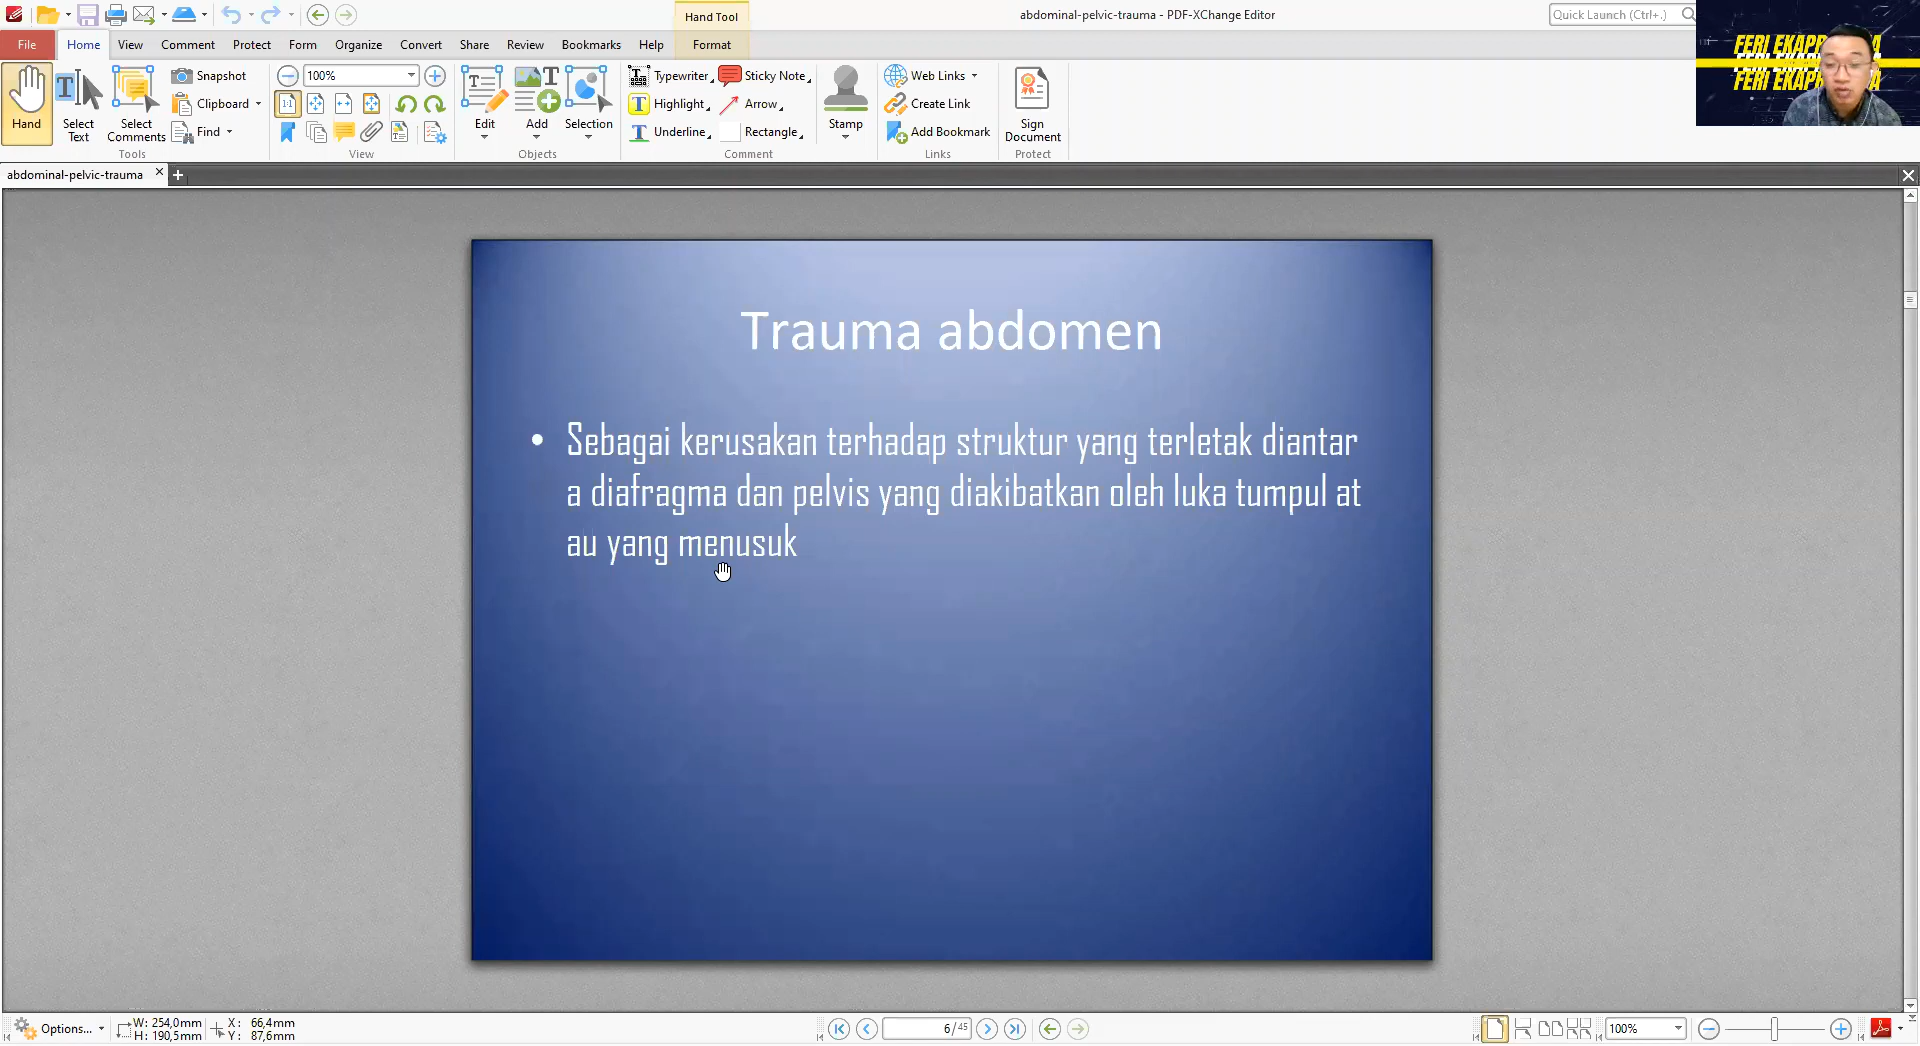 Hand Tool
abdominal-pelvic-trauma - PDF-XChange Editor
Quick Launch (Ctrl+.)
File Home View Comment Protect Form Organize Convert Share Review Bookmarks Help Format
Hand
Select Text
Select Comments
Snapshot
Clipboard
Find
Tools
100%
View
Edit
Add
Selection
Objects
Typewriter
Highlight
Underline
Sticky Note
Arrow
Rectangle
Stamp
Comment
Web Links
Create Link
Add Bookmark
Links
Sign Document
Protect
abdominal-pelvic-trauma
Trauma abdomen
• Sebagai kerusakan terhadap struktur yang terletak diantar
a diafragma dan pelvis yang diakibatkan oleh luka tumpul at
au yang menusuk
Options...
W: 254,0mm
H: 190,5mm
X: 66,4mm
Y: 87,6mm
6/45
100%